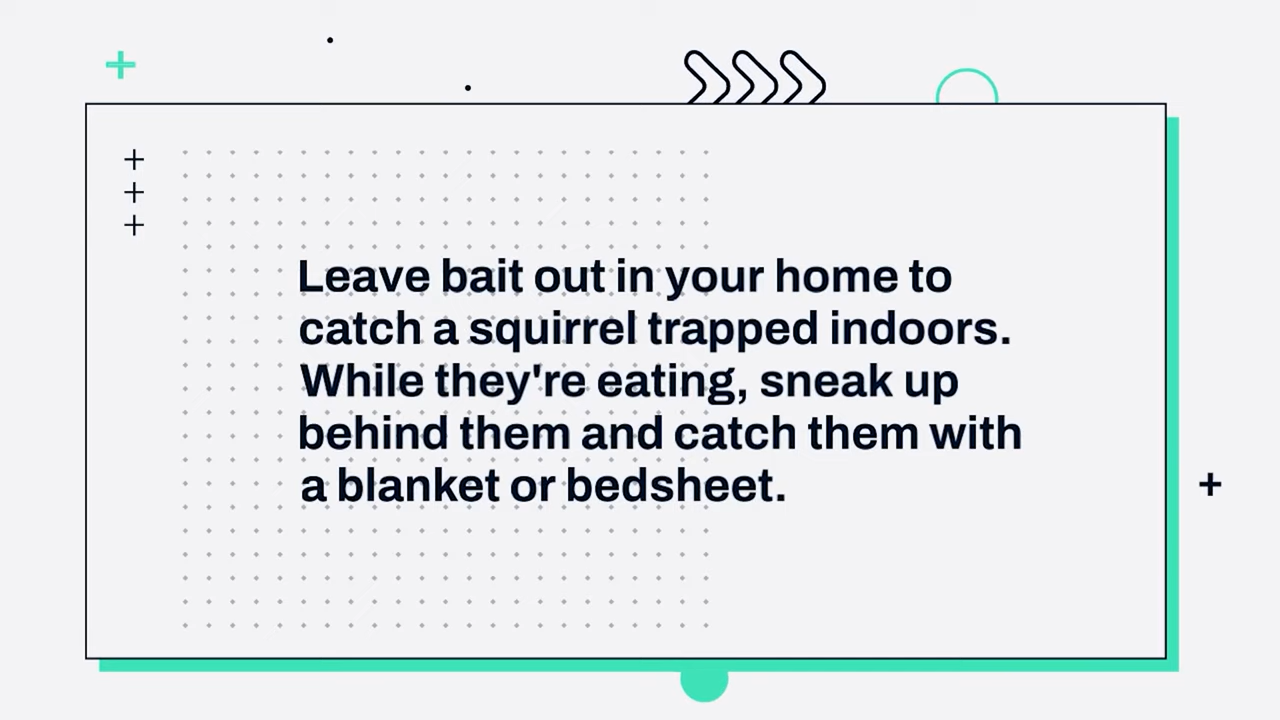 Leave bait out in your home to
catch a squirrel trapped indoors.
While they're eating, sneak up
behind them and catch them with
a blanket or bedsheet.